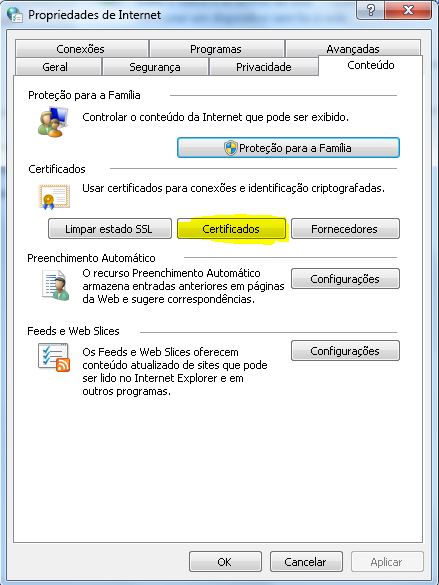 Propriedades de Internet
?
Conexões
Programas
Avançadas
Geral
Segurança
Privacidade
Conteúdo
Proteção para a Família
Controlar o conteúdo da Internet que pode ser exibido.
Proteção para a Família
Certificados
Usar certificados para conexões e identificação criptografadas.
Limpar estado SSL
Certificados
Fornecedores
Preenchimento Automático
O recurso Preenchimento Automático
armazena entradas anteriores em páginas
da Web e sugere correspondências.
Configurações
Feeds e Web Slices
Os Feeds e Web Slices oferecem
conteúdo atualizado de sites que pode
ser lido no Internet Explorer e em
outros programas.
Configurações
OK
Cancelar
Aplicar